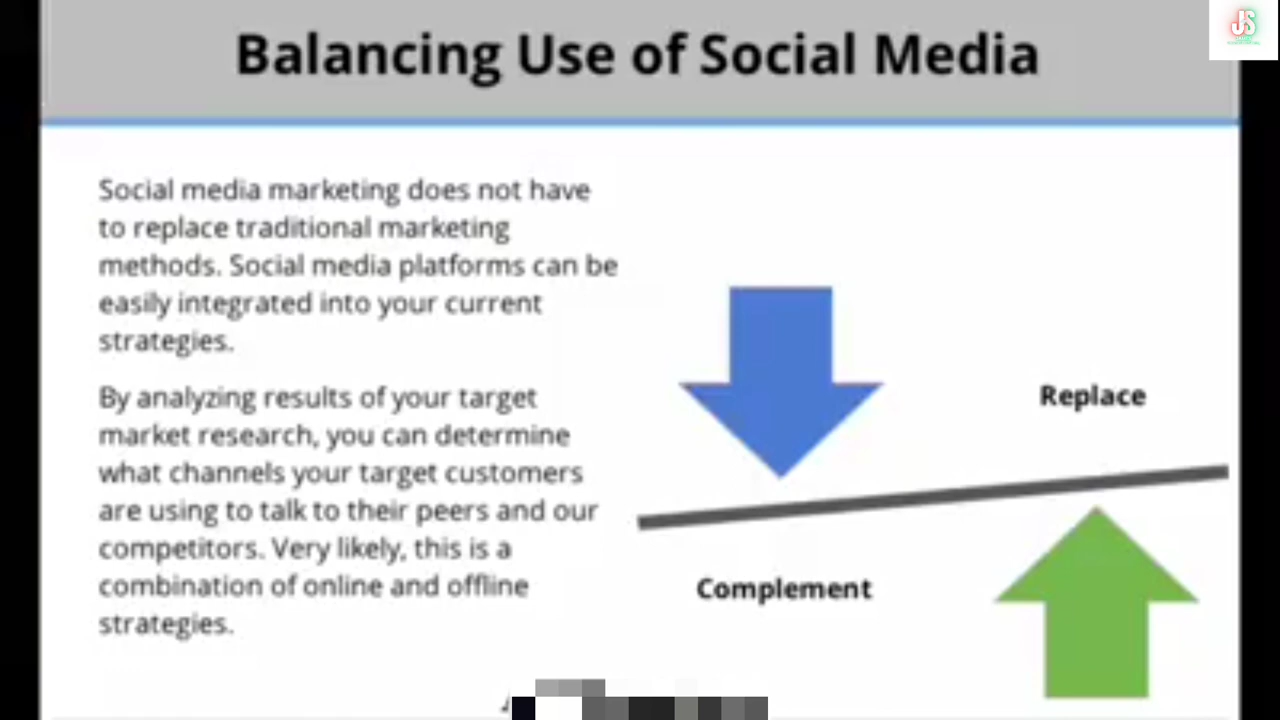 Balancing Use of Social Media
JS
Social media marketing does not have
to replace traditional marketing
methods. Social media platforms can be
easily integrated into your current
strategies.
By analyzing results of your target
market research, you can determine
what channels your target customers
are using to talk to their peers and our
competitors. Very likely, this is a
combination of online and offline
strategies.
Replace
Complement